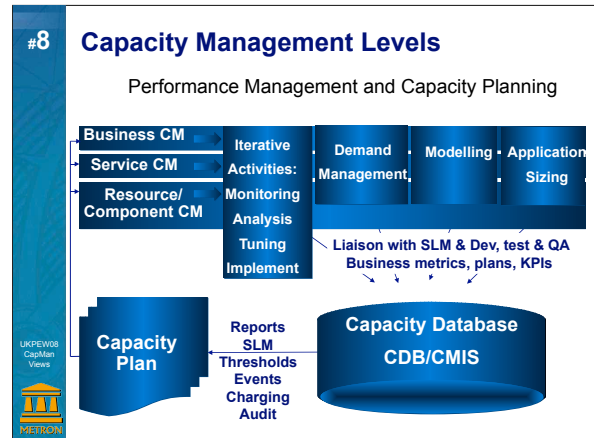 #8
Capacity Management Levels
Performance Management and Capacity Planning
Business CM
Service CM
Resource/
Component CM
Iterative
Activities:
Monitoring
Analysis
Tuning
Implement
Demand
Management
Modelling
Application
Sizing
Liaison with SLM & Dev, test & QA
Business metrics, plans, KPIs
Capacity
Plan
Reports
SLM
Thresholds
Events
Charging
Audit
Capacity Database
CDB/CMIS
UKPEW08
CapMan
Views
METRON